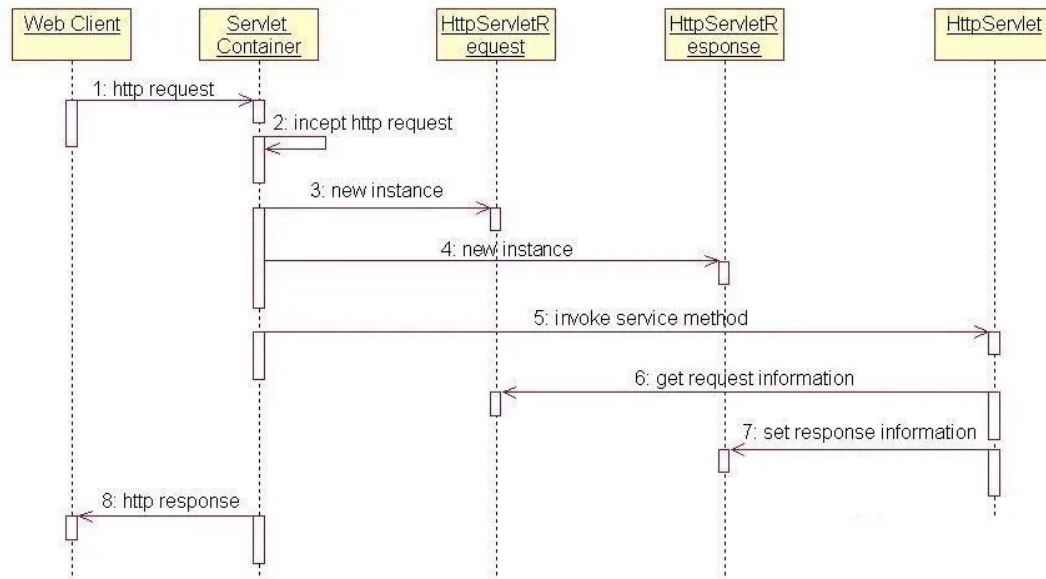 Web Client
Servlet
Container
HttpServletR
equest
HttpServletR
esponse
HttpServlet
1: http request
2: incept http request
3: new instance
4: new instance
5: invoke service method
6: get request information
7: set response information
8: http response